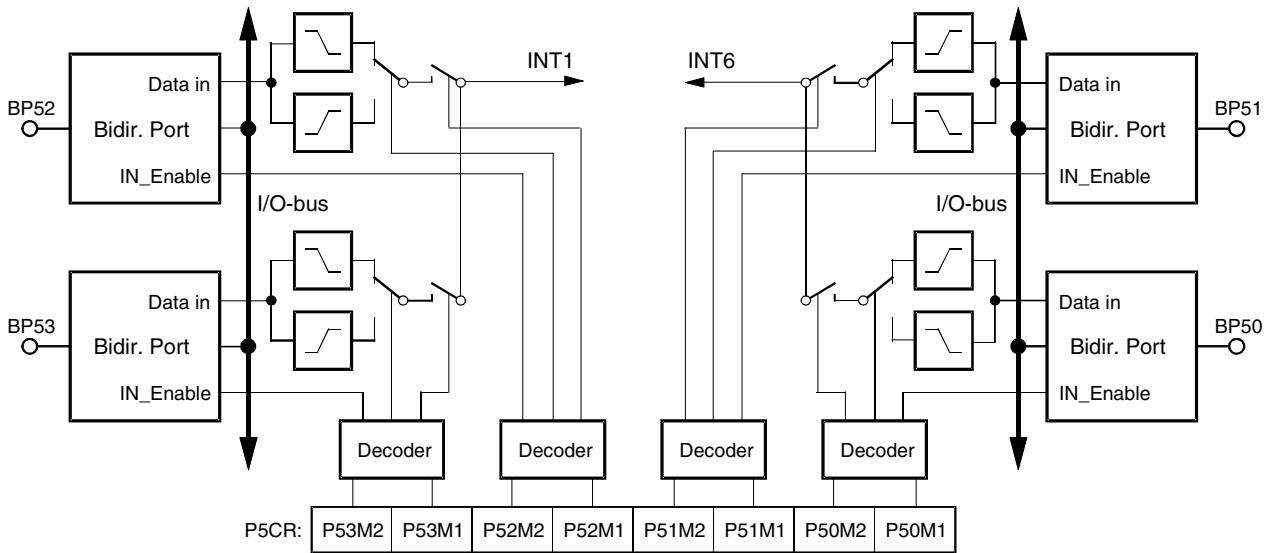 INT1
INT6
Data in
Bidir. Port
IN_Enable
BP52
I/O-bus
Data in
Bidir. Port
IN_Enable
BP51
I/O-bus
Data in
Bidir. Port
IN_Enable
BP53
Data in
Bidir. Port
IN_Enable
BP50
Decoder
Decoder
Decoder
Decoder
P5CR: P53M2 P53M1 P52M2 P52M1 P51M2 P51M1 P50M2 P50M1